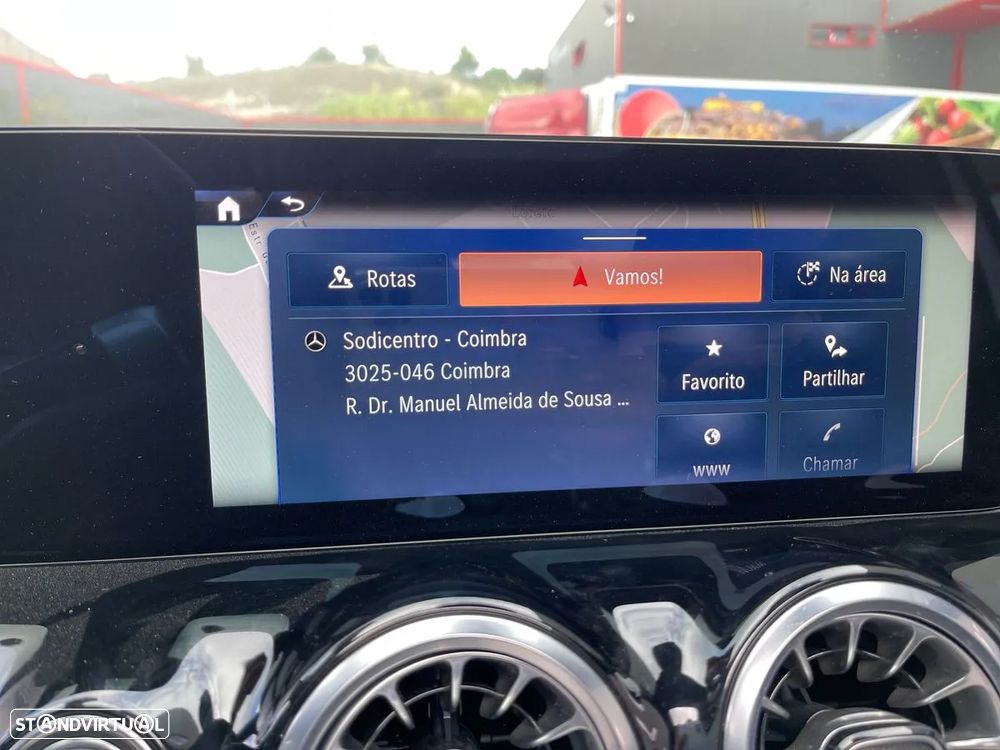 Loreto
Rotas
Vamos!
Na área
Sodicentro - Coimbra
3025-046 Coimbra
R. Dr. Manuel Almeida de Sousa ...
Favorito
Partilhar
www
Chamar
STANDVIRTUAL